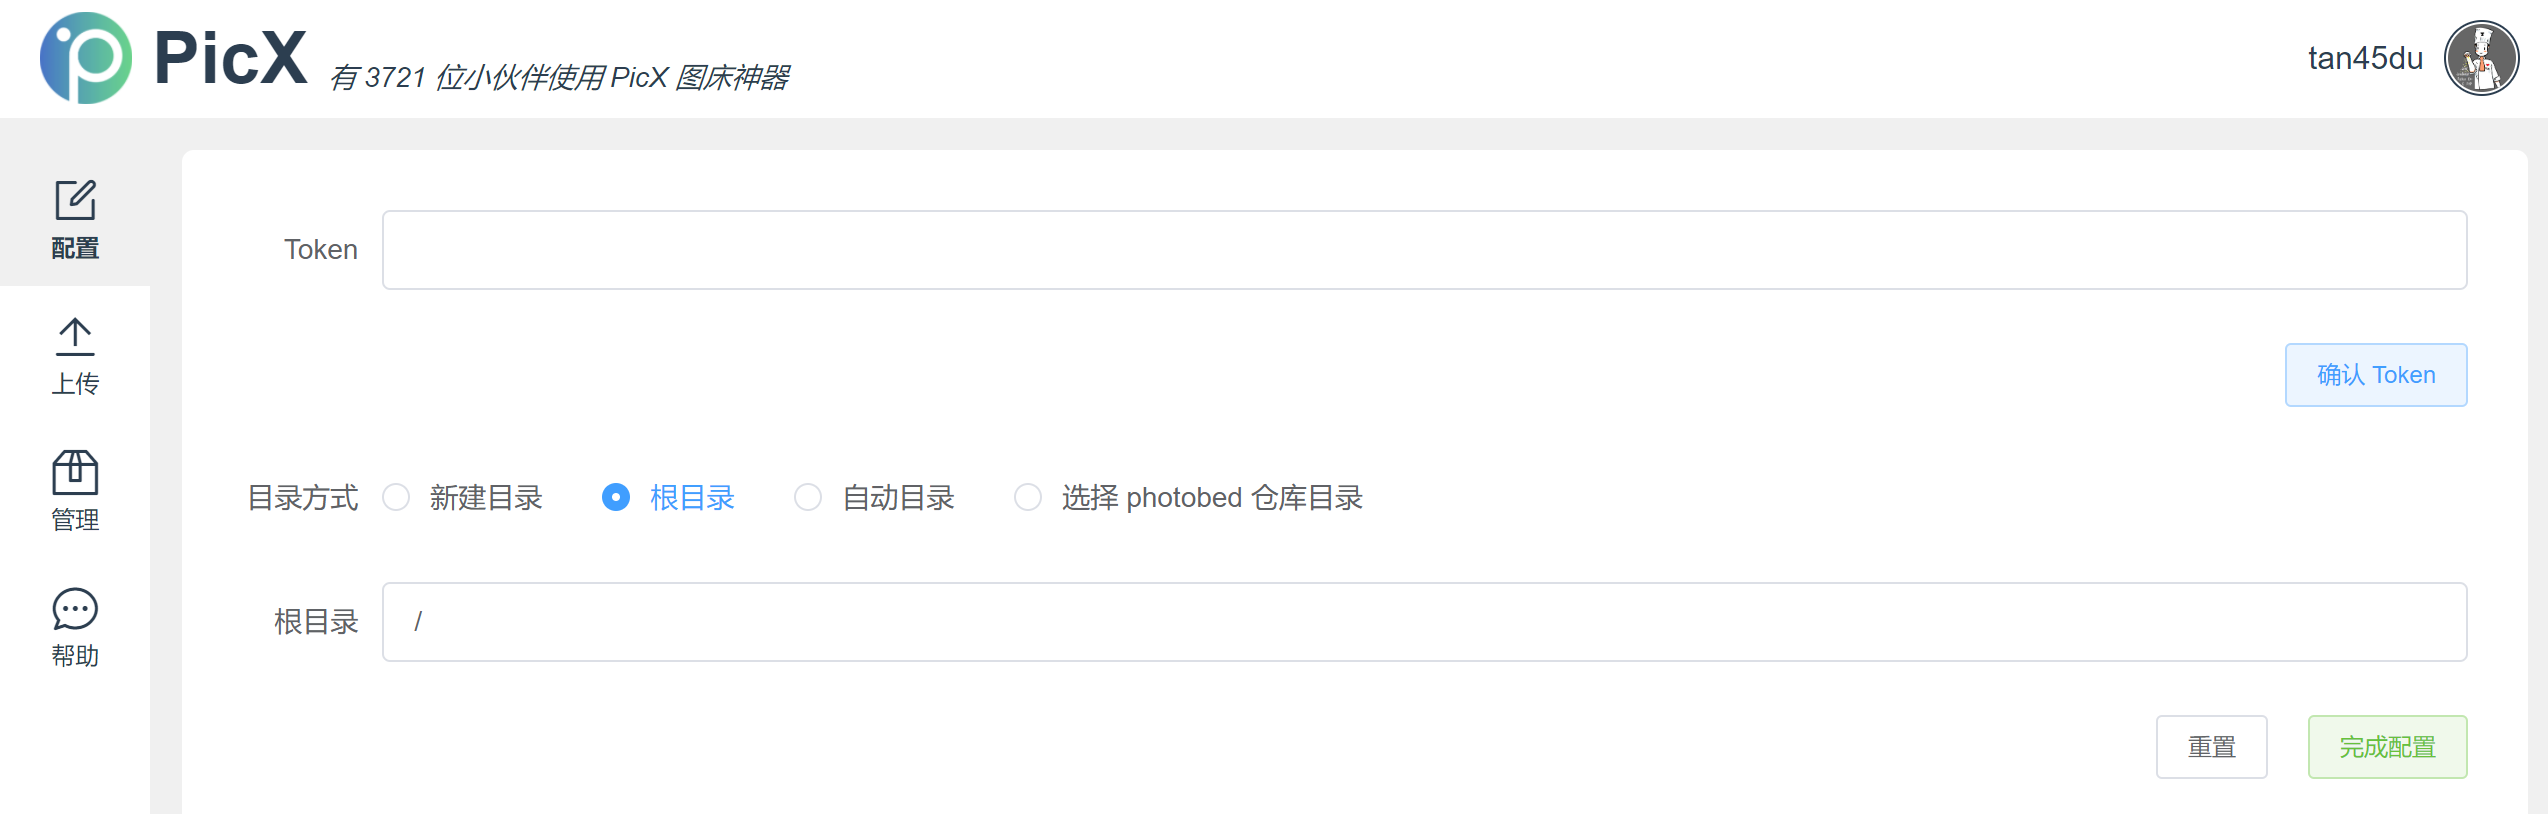 PicX 有 3721 位小伙伴使用 PicX 图床神器
tan45du
配置
上传
管理
帮助
Token
确认 Token
目录方式 新建目录 根目录 自动目录 选择 photobed 仓库目录
根目录 /
重置 完成配置